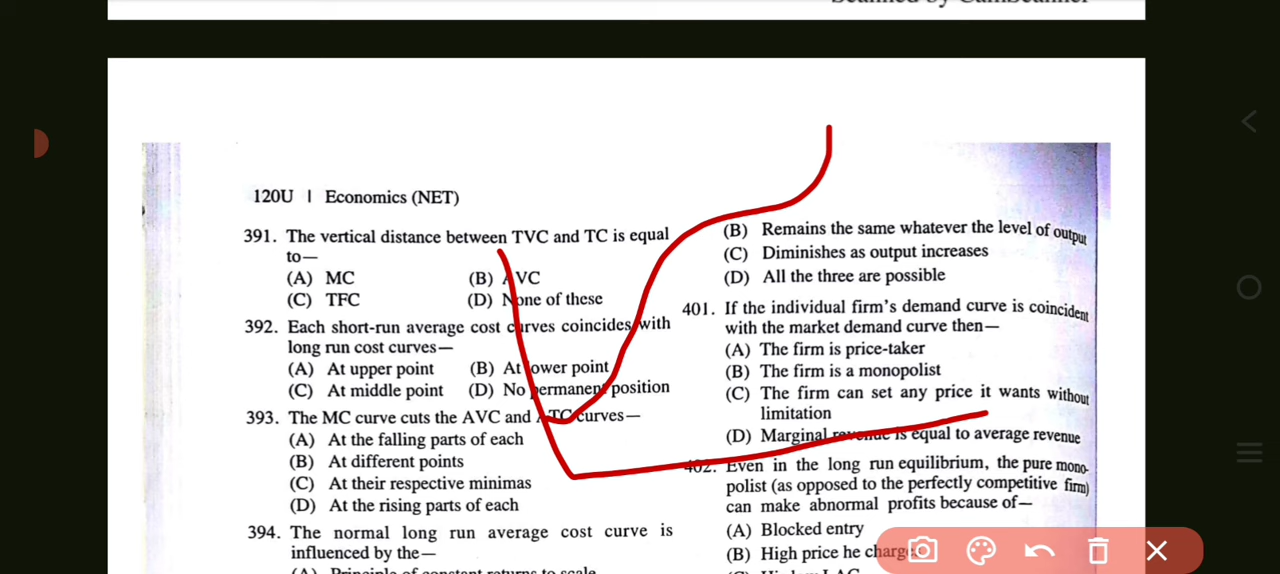 120U | Economics (NET)
391. The vertical distance between TVC and TC is equal
to—
(A) MC (B) AVC
(C) TFC (D) None of these
392. Each short-run average cost curves coincides with
long run cost curves—
(A) At upper point (B) At lower point
(C) At middle point (D) No permanent position
393. The MC curve cuts the AVC and ATC curves—
(A) At the falling parts of each
(B) At different points
(C) At their respective minimas
(D) At the rising parts of each
394. The normal long run average cost curve is
influenced by the—
(A) Principle of constant returns to scale
(B) Remains the same whatever the level of output
(C) Diminishes as output increases
(D) All the three are possible
401. If the individual firm's demand curve is coincident
with the market demand curve then—
(A) The firm is price-taker
(B) The firm is a monopolist
(C) The firm can set any price it wants without
limitation
(D) Marginal revenue is equal to average revenue
402. Even in the long run equilibrium, the pure mono-
polist (as opposed to the perfectly competitive firm)
can make abnormal profits because of—
(A) Blocked entry
(B) High price he charges